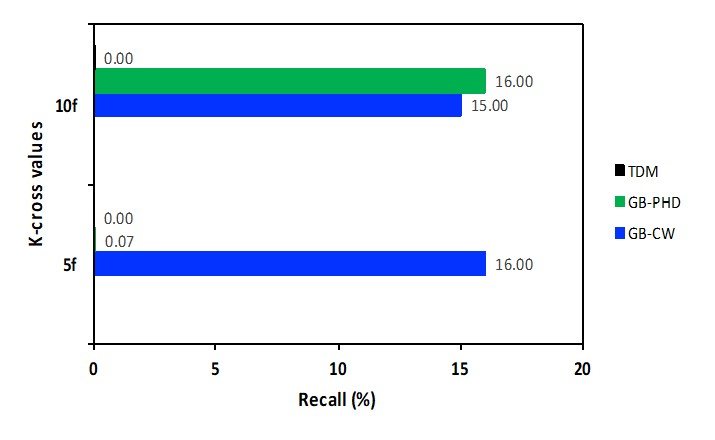 0.00
16.00
15.00
10f
0.00
0.07
16.00
5f
K-cross values
0
5
10
15
20
Recall (%)
TDM
GB-PHD
GB-CW